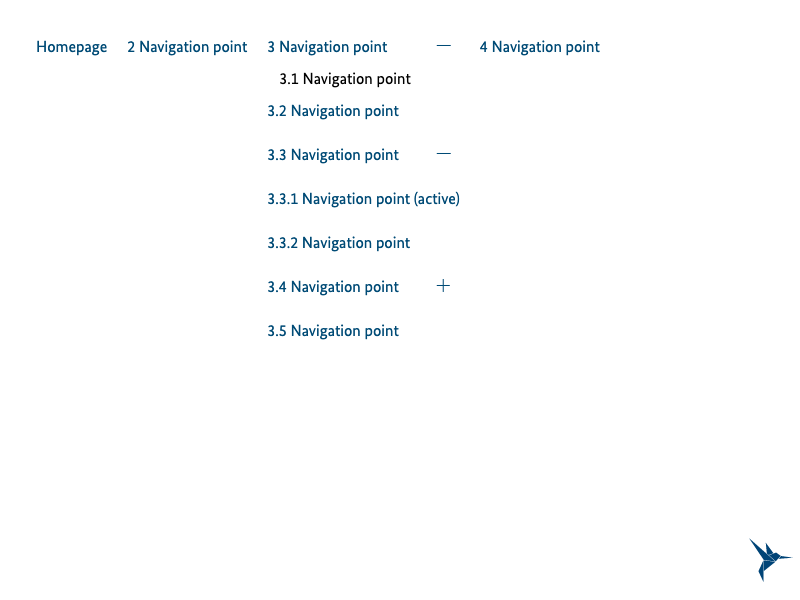 Homepage 2 Navigation point 3 Navigation point — 4 Navigation point
3.1 Navigation point
3.2 Navigation point
3.3 Navigation point —
3.3.1 Navigation point (active)
3.3.2 Navigation point
3.4 Navigation point +
3.5 Navigation point